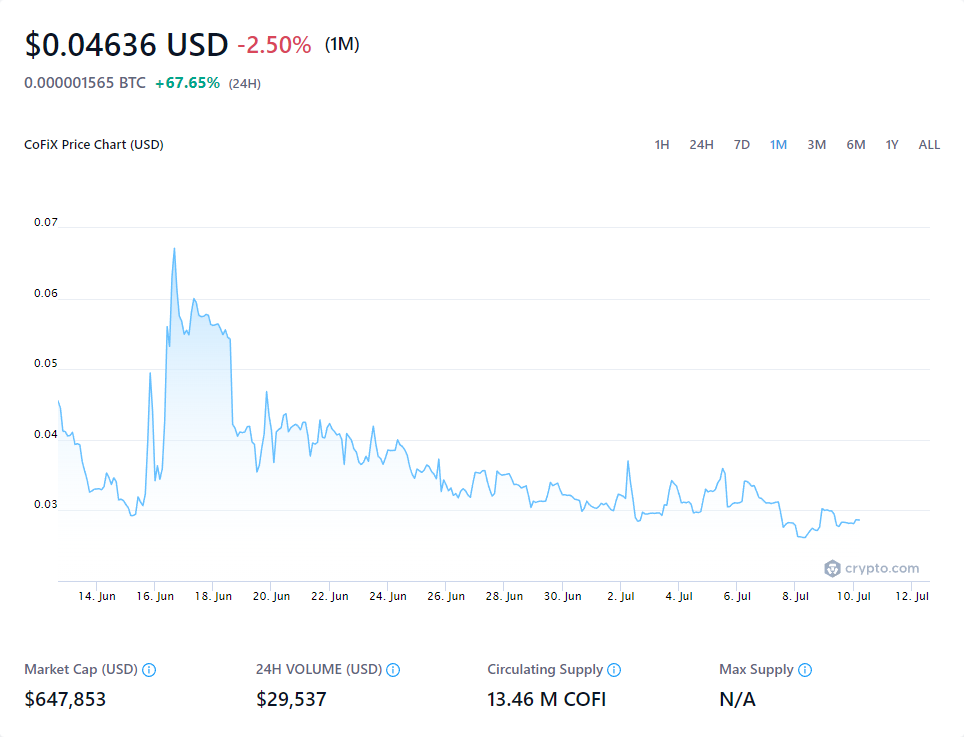 $0.04636 USD -2.50% (1M)
0.000001565 BTC +67.65% (24H)
CoFiX Price Chart (USD) 1H 24H 7D 1M 3M 6M 1Y ALL
0.07
0.06
0.05
0.04
0.03
crypto.com
14. Jun 16. Jun 18. Jun 20. Jun 22. Jun 24. Jun 26. Jun 28. Jun 30. Jun 2. Jul 4. Jul 6. Jul 8. Jul 10. Jul 12. Jul
Market Cap (USD) 24H VOLUME (USD) Circulating Supply Max Supply
$647,853 $29,537 13.46 M COFI N/A